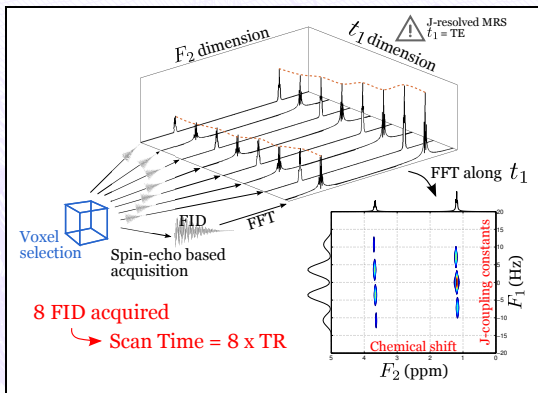 J-resolved MRS
t₁ = TE
F₂ dimension
t₁ dimension
FFT along t₁
FID
FFT
Voxel
selection
Spin-echo based
acquisition
8 FID acquired
Scan Time = 8 x TR
-20
-15
-10
-5
0
5
10
15
20
J-coupling constants
F₁ (Hz)
Chemical shift
5
4
3
2
1
0
F₂ (ppm)